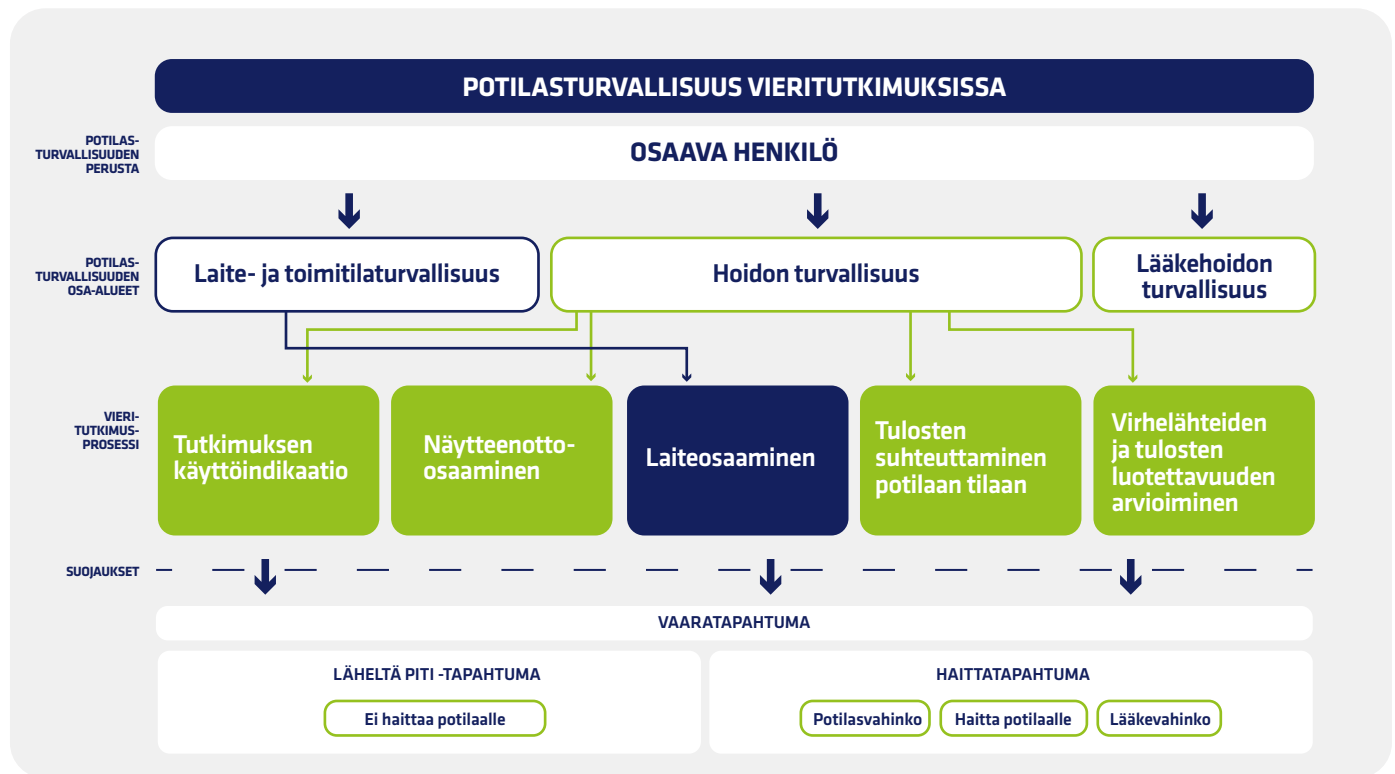 POTILASTURVALLISUUS VIERITUTKIMUKSISSA
POTILAS-
TURVALLISUUDEN
PERUSTA
OSAAVA HENKILÖ
POTILAS-
TURVALLISUUDEN
OSA-ALUEET
Laite- ja toimitilaturvallisuus
Hoidon turvallisuus
Lääkehoidon
turvallisuus
VIERI-
TUTKIMUS-
PROSESSI
Tutkimuksen
käyttöindikaatio
Näytteenotto-
osaaminen
Laiteosaaminen
Tulosten
suhteuttaminen
potilaan tilaan
Virhelähteiden
ja tulosten
luotettavuuden
arvioiminen
SUOJAUKSET
VAARATAPAHTUMA
LÄHELTÄ PITI -TAPAHTUMA
Ei haittaa potilaalle
HAITTATAPAHTUMA
Potilasvahinko
Haitta potilaalle
Lääkevahinko